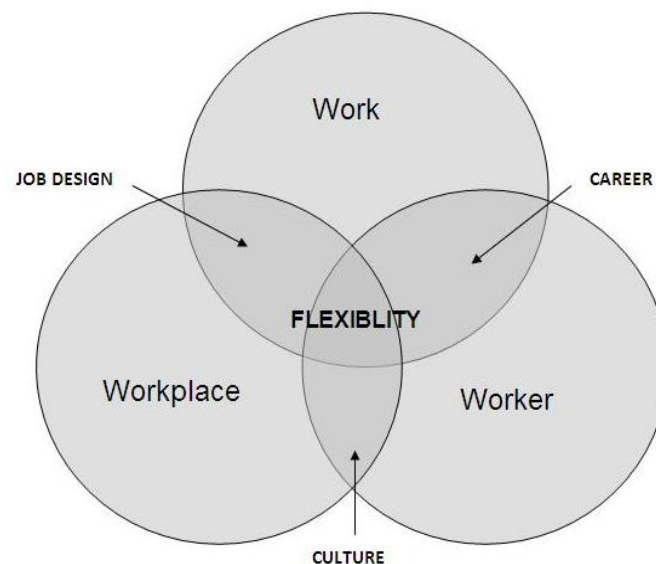 Work
JOB DESIGN
CAREER
FLEXIBLITY
Workplace
Worker
CULTURE